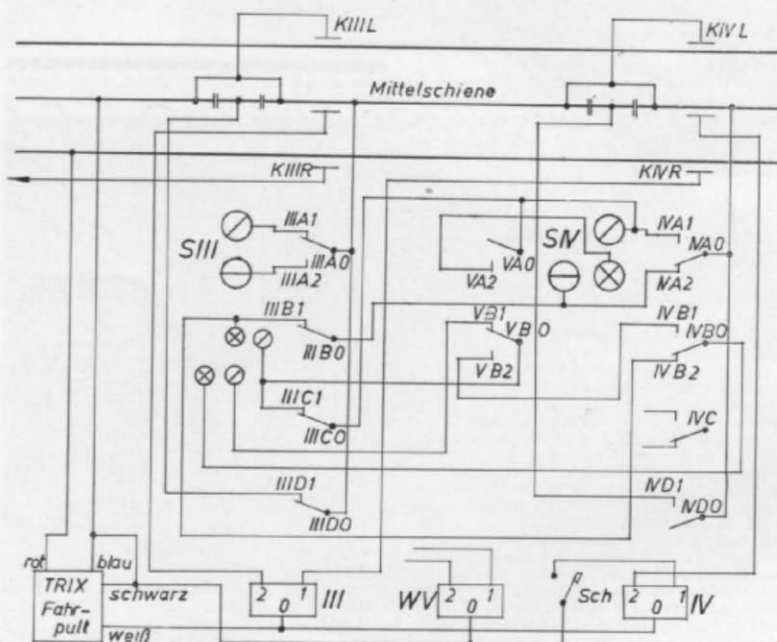 KIIIL
KIVL
Mittelschiene
KIIIR
KIVR
SIII
IIIA1
IIIA0
IIIA2
VA0
VA2
SIV
IVA1
IVA0
IVA2
IIIB1
IIIB0
VB1
VB0
VB2
IVB1
IVB0
IVB2
IIIC1
IIIC0
IVC
IIID1
IIID0
IVD1
IVD0
rot
blau
TRIX
Fahr-
pult
schwarz
weiß
2 1
0
III
WV
2 1
0
Sch
2 1
0
IV